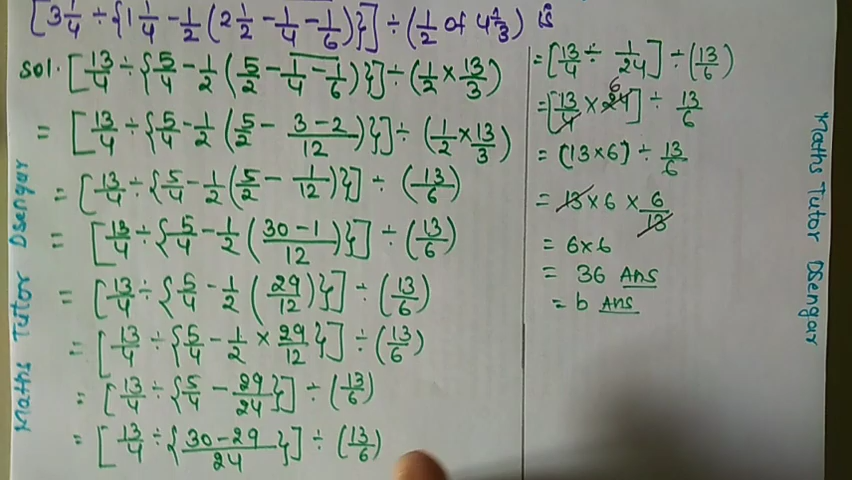 [3 1/4 ÷ {1 1/4 - 1/2 (2 1/2 - 1/4 - 1/6)}] ÷ (1/2 of 4 1/3) is
Sol. [13/4 ÷ {5/4 - 1/2 (5/2 - 1/4 - 1/6)}] ÷ (1/2 × 13/3)
= [13/4 ÷ {5/4 - 1/2 (5/2 - 3-2/12)}] ÷ (1/2 × 13/3)
= [13/4 ÷ {5/4 - 1/2 (5/2 - 1/12)}] ÷ (13/6)
= [13/4 ÷ {5/4 - 1/2 (30-1/12)}] ÷ (13/6)
= [13/4 ÷ {5/4 - 1/2 (29/12)}] ÷ (13/6)
= [13/4 ÷ {5/4 - 1/2 × 29/12}] ÷ (13/6)
= [13/4 ÷ {5/4 - 29/24}] ÷ (13/6)
= [13/4 ÷ {30-29/24}] ÷ (13/6)
= [13/4 ÷ 1/24] ÷ (13/6)
= [13/4 × 24 6] ÷ 13/6
= (13×6) ÷ 13/6
= 13 × 6 × 6/13
= 6×6
= 36 Ans
= b Ans
Maths Tutor Dsengar
Maths Tutor DSengar